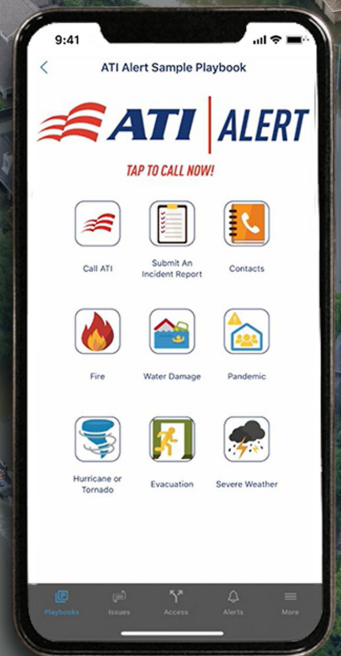 9:41
ATI Alert Sample Playbook
ATI | ALERT
TAP TO CALL NOW!
Call ATI
Submit An
Incident Report
Contacts
Fire
Water Damage
Pandemic
Hurricane or
Tornado
Evacuation
Severe Weather
Playbooks
Issues
Access
Alerts
More